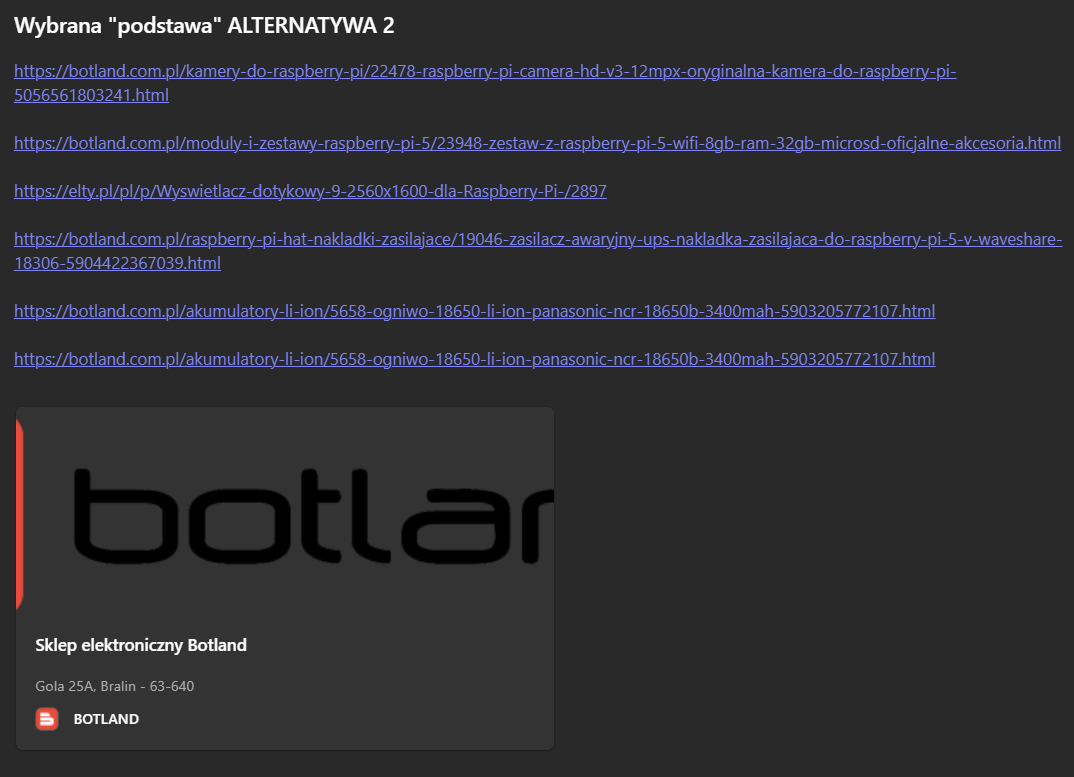 Wybrana "podstawa" ALTERNATYWA 2
https://botland.com.pl/kamery-do-raspberry-pi/22478-raspberry-pi-camera-hd-v3-12mpx-oryginalna-kamera-do-raspberry-pi-
5056561803241.html
https://botland.com.pl/moduly-i-zestawy-raspberry-pi-5/23948-zestaw-z-raspberry-pi-5-wifi-8gb-ram-32gb-microsd-oficjalne-akcesoria.html
https://elty.pl/pl/p/Wyswietlacz-dotykowy-9-2560x1600-dla-Raspberry-Pi-/2897
https://botland.com.pl/raspberry-pi-hat-nakladki-zasilajace/19046-zasilacz-awaryjny-ups-nakladka-zasilajaca-do-raspberry-pi-5-v-waveshare-
18306-5904422367039.html
https://botland.com.pl/akumulatory-li-ion/5658-ogniwo-18650-li-ion-panasonic-ncr-18650b-3400mah-5903205772107.html
https://botland.com.pl/akumulatory-li-ion/5658-ogniwo-18650-li-ion-panasonic-ncr-18650b-3400mah-5903205772107.html
botlan
Sklep elektroniczny Botland
Gola 25A, Bralin - 63-640
BOTLAND